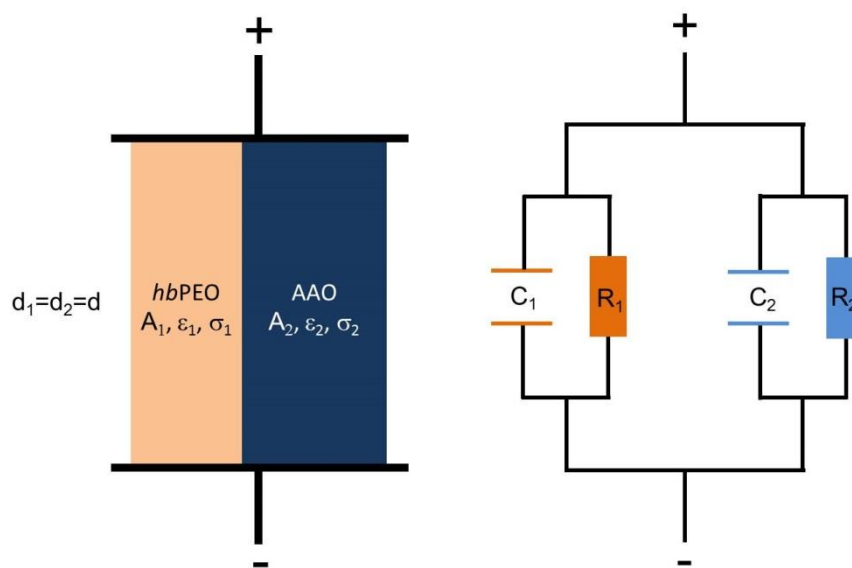 +
hbPEO
A₁, ε₁, σ₁
AAO
A₂, ε₂, σ₂
d₁=d₂=d
-
+
C₁
R₁
C₂
R₂
-